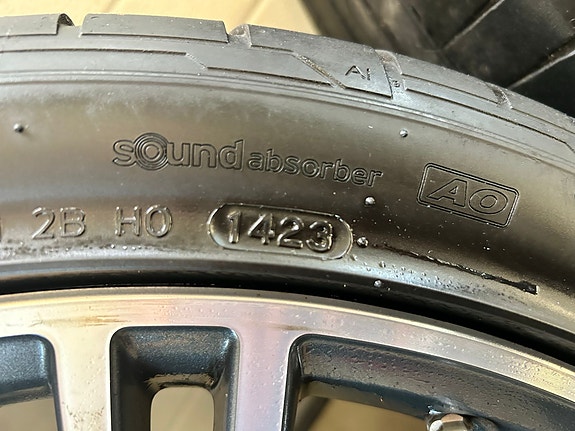 AI
sound absorber
AO
2B H0 1423